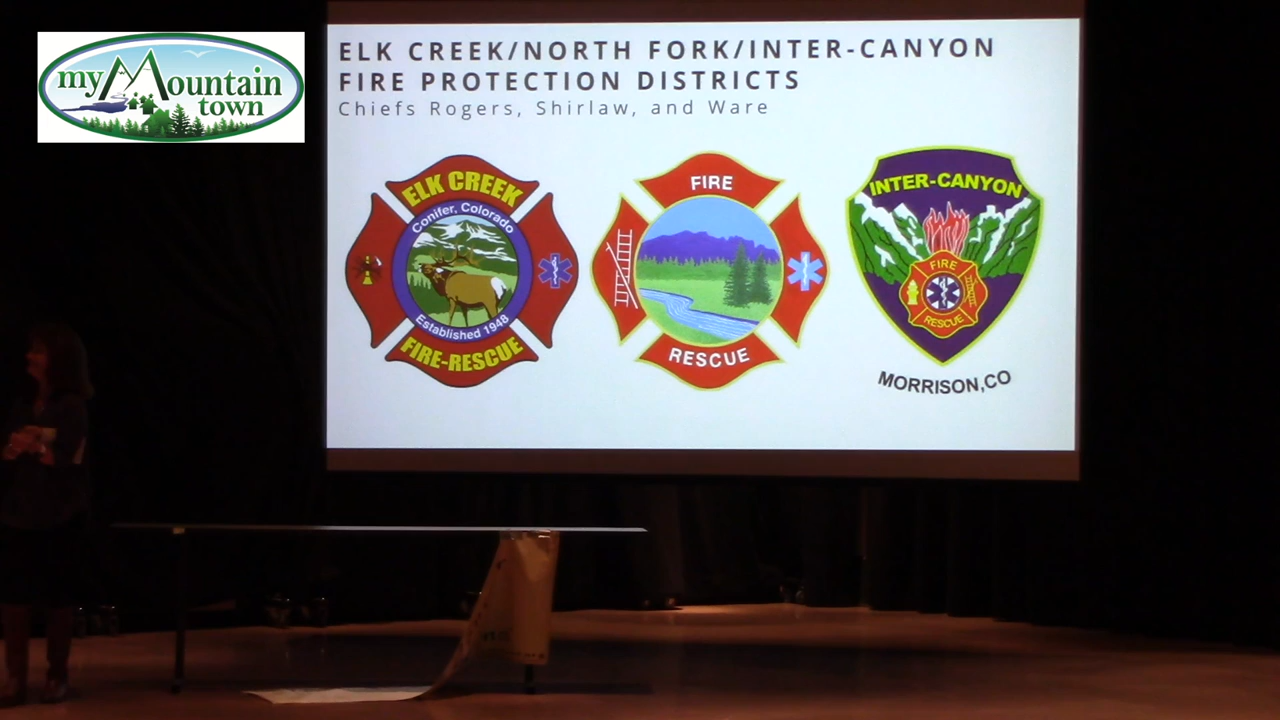 my Mountain
town
ELK CREEK/NORTH FORK/INTER-CANYON
FIRE PROTECTION DISTRICTS
Chiefs Rogers, Shirlaw, and Ware
ELK CREEK
Conifer, Colorado
Established 1948
FIRE-RESCUE
FIRE
RESCUE
INTER-CANYON
FIRE
RESCUE
MORRISON,CO